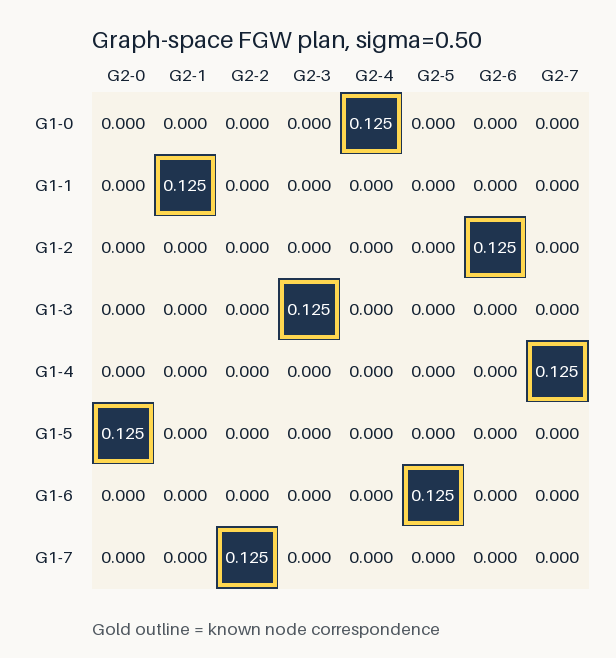 Graph-space FGW plan, sigma=0.50
G2-0 G2-1 G2-2 G2-3 G2-4 G2-5 G2-6 G2-7
G1-0 0.000 0.000 0.000 0.000 0.125 0.000 0.000 0.000
G1-1 0.000 0.125 0.000 0.000 0.000 0.000 0.000 0.000
G1-2 0.000 0.000 0.000 0.000 0.000 0.000 0.125 0.000
G1-3 0.000 0.000 0.000 0.125 0.000 0.000 0.000 0.000
G1-4 0.000 0.000 0.000 0.000 0.000 0.000 0.000 0.125
G1-5 0.125 0.000 0.000 0.000 0.000 0.000 0.000 0.000
G1-6 0.000 0.000 0.000 0.000 0.000 0.125 0.000 0.000
G1-7 0.000 0.000 0.125 0.000 0.000 0.000 0.000 0.000
Gold outline = known node correspondence